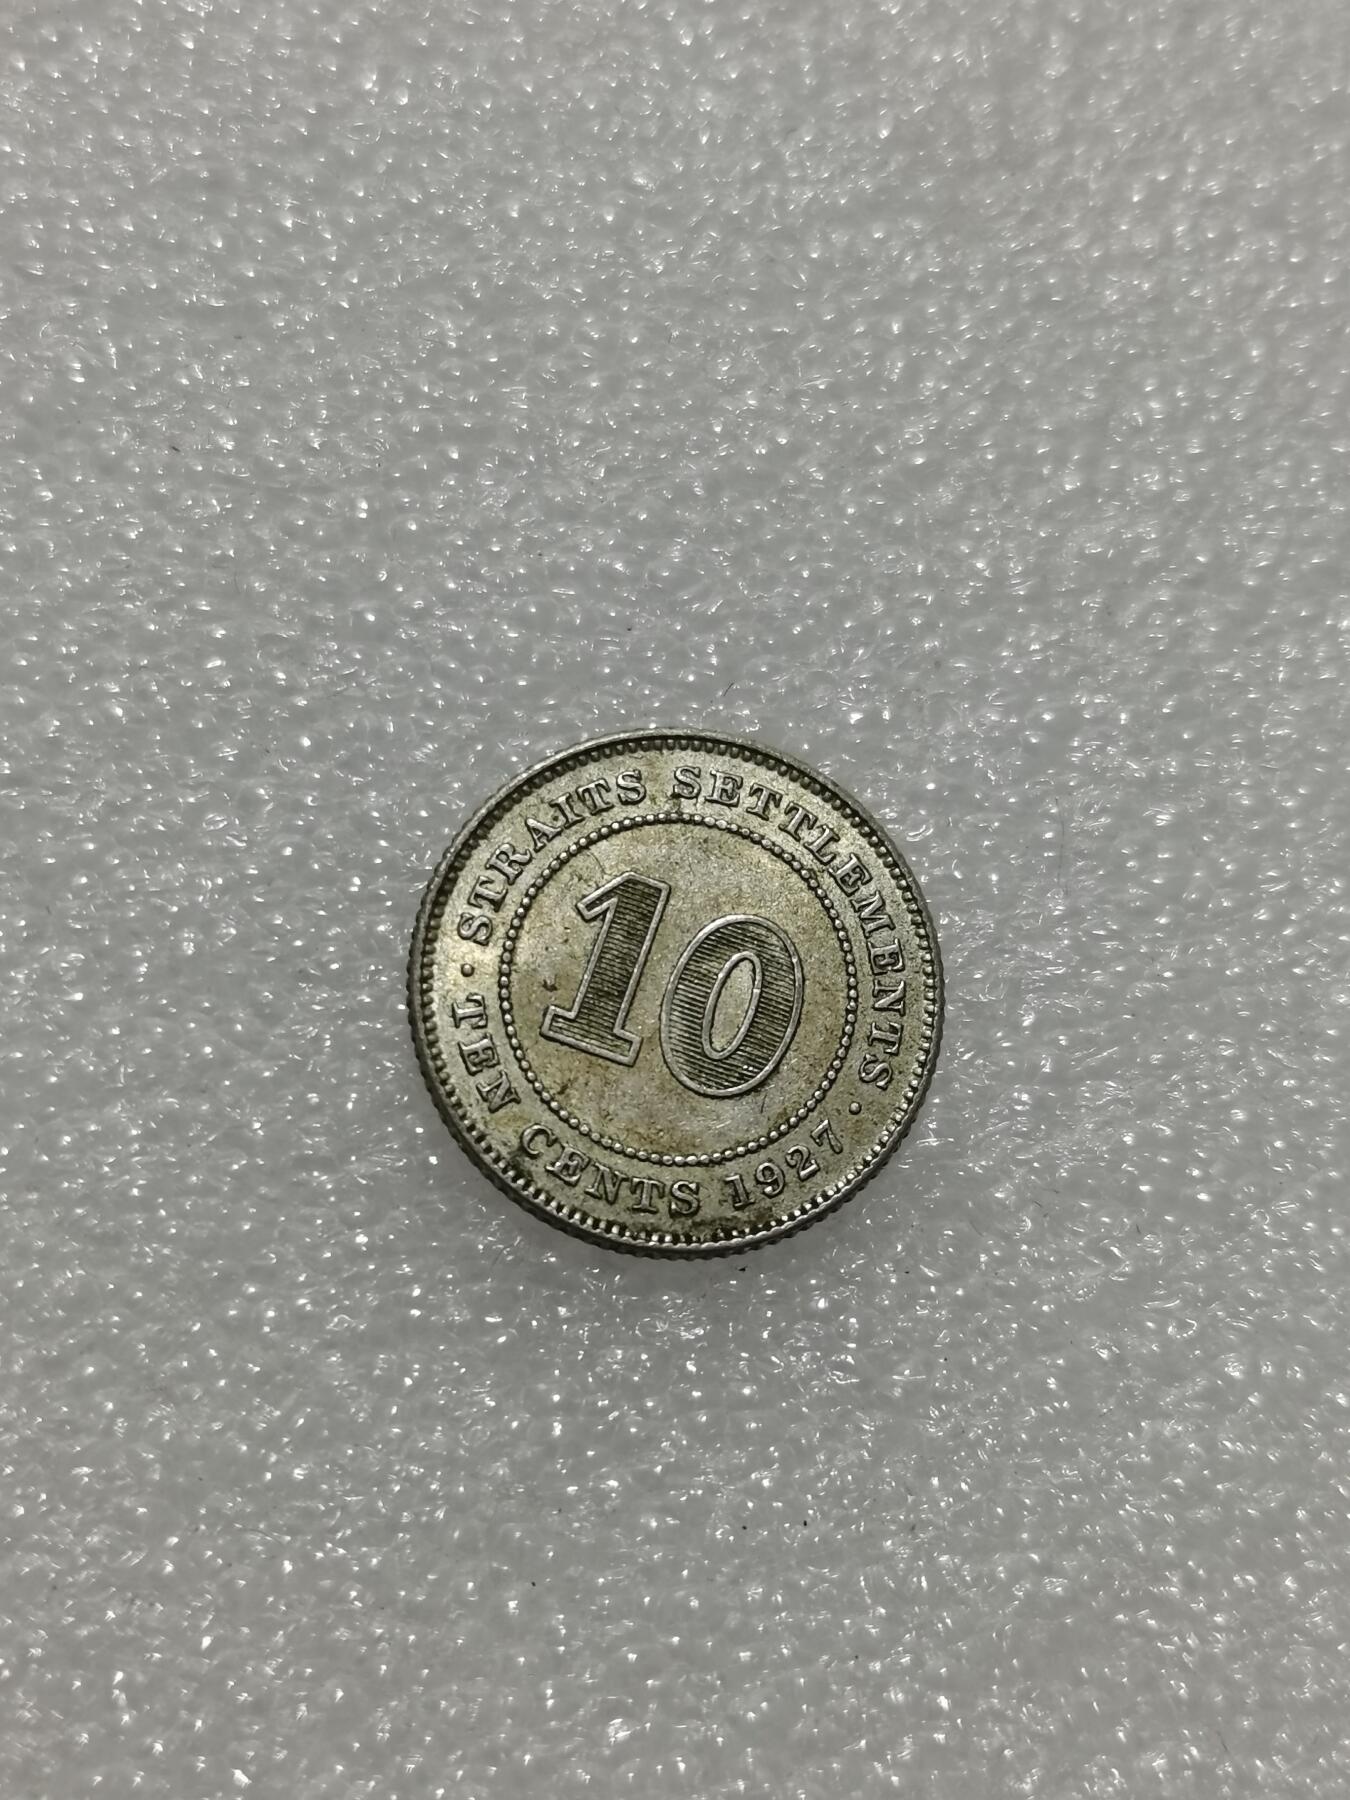 · STRAITS SETTLEMENTS ·
10
TEN CENTS 1927